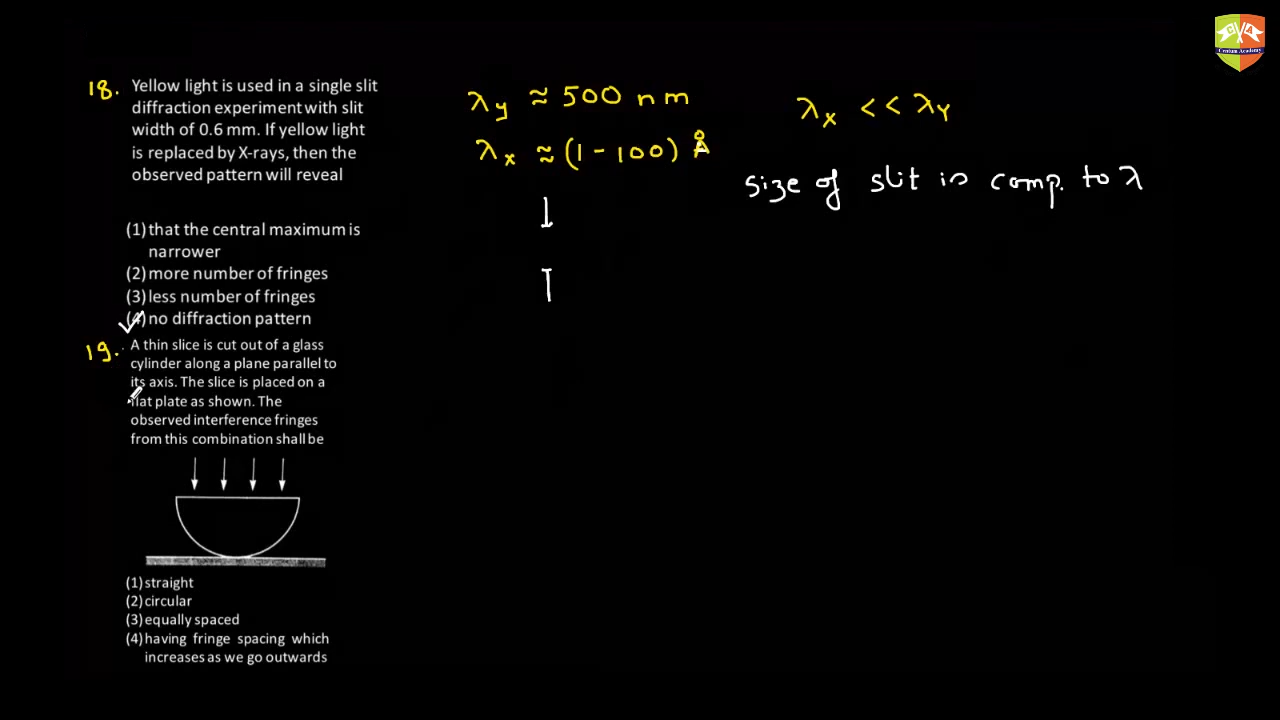 18. Yellow light is used in a single slit
diffraction experiment with slit
width of 0.6 mm. If yellow light
is replaced by X-rays, then the
observed pattern will reveal
(1) that the central maximum is
narrower
(2) more number of fringes
(3) less number of fringes
(4) no diffraction pattern
19. A thin slice is cut out of a glass
cylinder along a plane parallel to
its axis. The slice is placed on a
flat plate as shown. The
observed interference fringes
from this combination shall be
(1) straight
(2) circular
(3) equally spaced
(4) having fringe spacing which
increases as we go outwards
λy ≈ 500 nm
λx ≈ (1 - 100) Å
λx << λy
size of slit is comp. to λ
Centum Academy